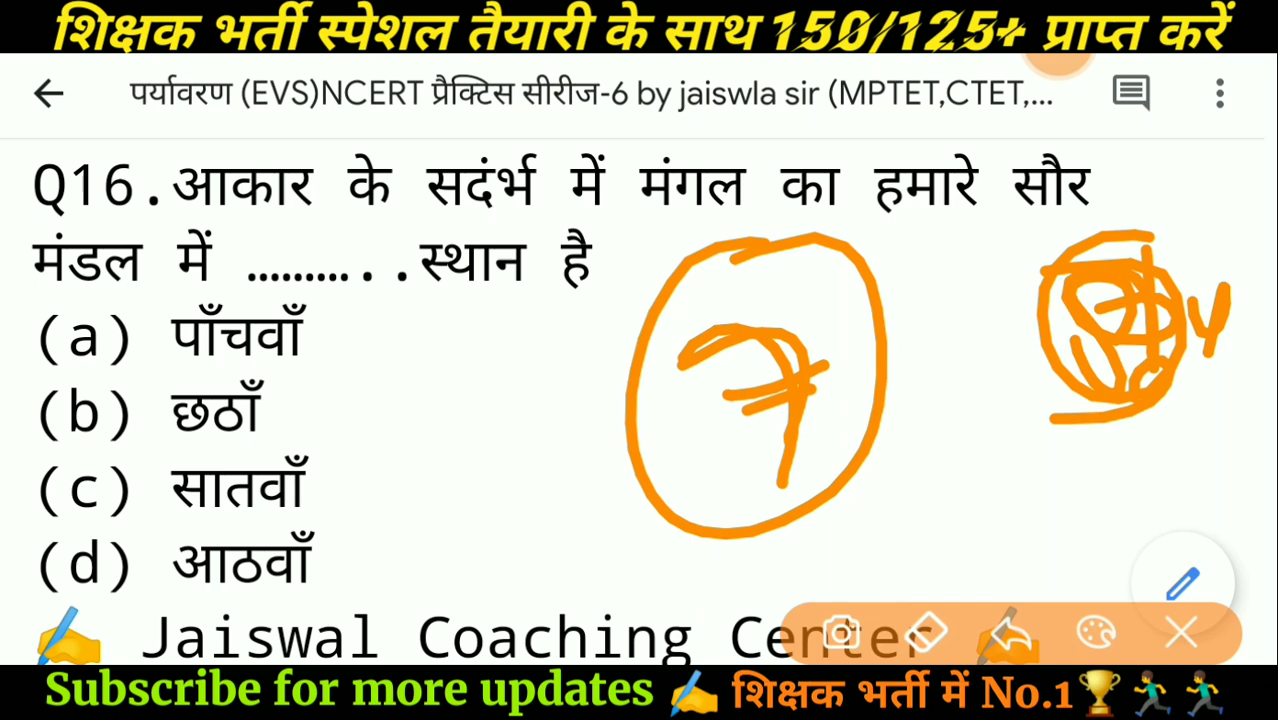 शिक्षक भर्ती स्पेशल तैयारी के साथ 150/125+ प्राप्त करें
पर्यावरण (EVS)NCERT प्रैक्टिस सीरीज-6 by jaiswla sir (MPTET,CTET,...
Q16.आकार के सदंर्भ में मंगल का हमारे सौर
मंडल में ………..स्थान है
(a) पाँचवाँ
(b) छठाँ
(c) सातवाँ
(d) आठवाँ
7
✍️ Jaiswal Coaching Center ✍️
Subscribe for more updates ✍️ शिक्षक भर्ती में No.1🏆🏃‍♂️🏃‍♂️